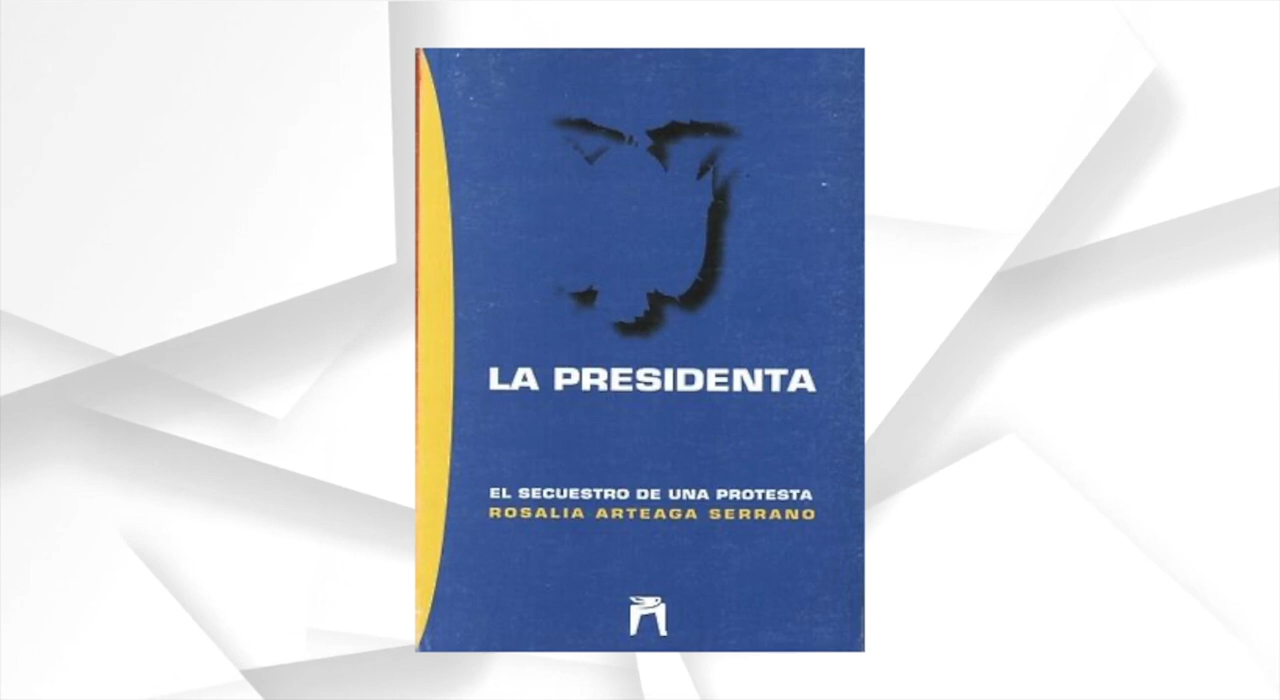 LA PRESIDENTA
EL SECUESTRO DE UNA PROTESTA
ROSALIA ARTEAGA SERRANO